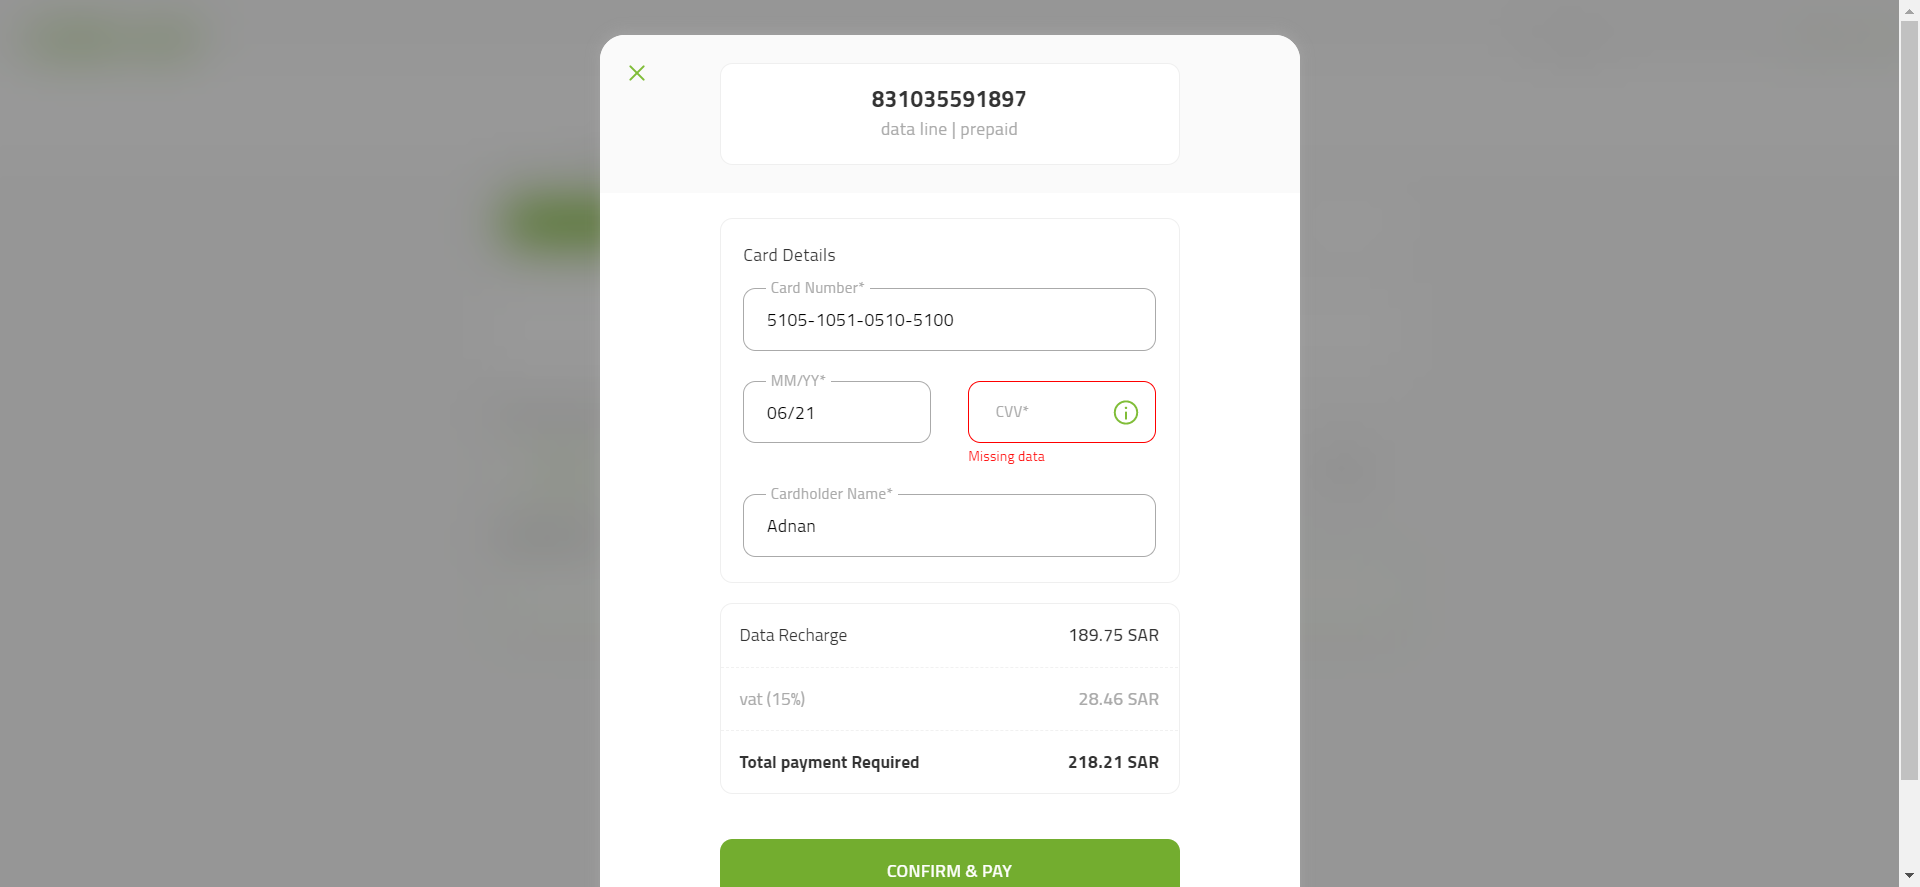 831035591897
data line | prepaid
Card Details
Card Number*
5105-1051-0510-5100
MM/YY*
06/21
CVV*
Missing data
Cardholder Name*
Adnan
Data Recharge 189.75 SAR
vat (15%) 28.46 SAR
Total payment Required 218.21 SAR
CONFIRM & PAY